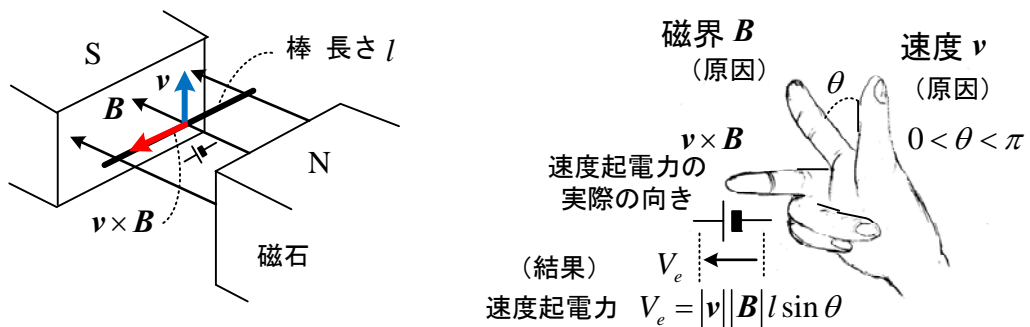 S
棒 長さ l
v
B
N
v × B
磁石
磁界 B
（原因）
速度 v
（原因）
θ
0 < θ < π
v × B
速度起電力の
実際の向き
（結果）
V_e
速度起電力 V_e = |v||B| l sin θ